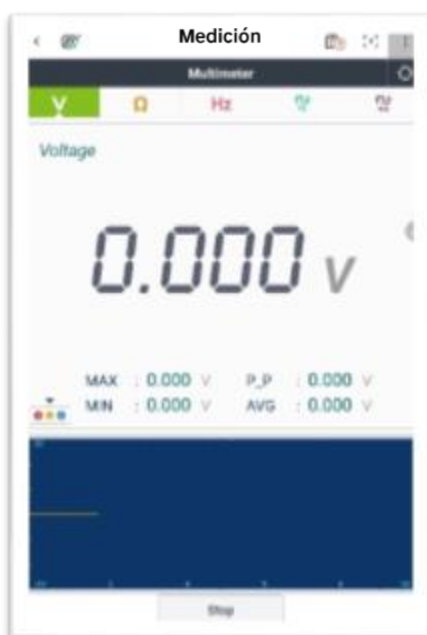 Medición
Multimeter
V Ω Hz
Voltage
0.000 V
MAX : 0.000 V P_P : 0.000 V
MIN : 0.000 V AVG : 0.000 V
Stop